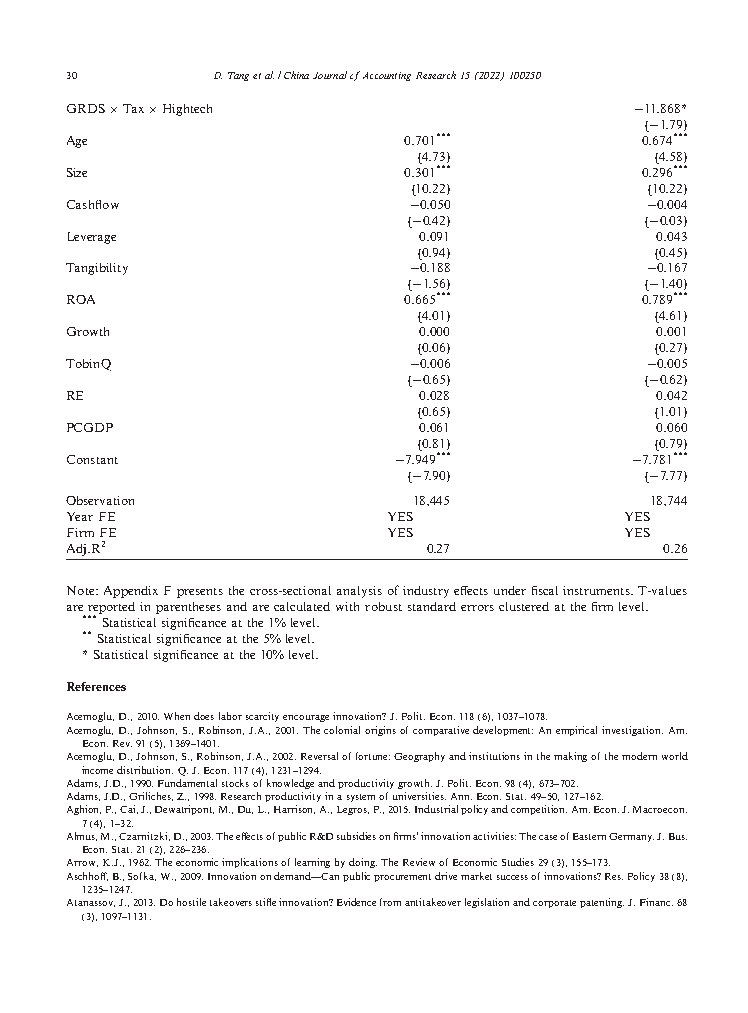 30 D. Tang et al. / China Journal of Accounting Research 15 (2022) 100250
GRDS × Tax × Hightech −11.868*
(−1.79)
Age 0.701*** 0.674***
(4.73) (4.58)
Size 0.301*** 0.296***
(10.22) (10.22)
Cashflow −0.050 −0.004
(−0.42) (−0.03)
Leverage 0.091 0.043
(0.94) (0.45)
Tangibility −0.188 −0.167
(−1.56) (−1.40)
ROA 0.665*** 0.789***
(4.01) (4.61)
Growth 0.000 0.001
(0.06) (0.27)
TobinQ −0.006 −0.005
(−0.65) (−0.62)
RE 0.028 0.042
(0.65) (1.01)
PCGDP 0.061 0.060
(0.81) (0.79)
Constant −7.949*** −7.781***
(−7.90) (−7.77)
Observation 18,445 18,744
Year FE YES YES
Firm FE YES YES
Adj.R² 0.27 0.26
Note: Appendix F presents the cross-sectional analysis of industry effects under fiscal instruments. T-values
are reported in parentheses and are calculated with robust standard errors clustered at the firm level.
*** Statistical significance at the 1% level.
** Statistical significance at the 5% level.
* Statistical significance at the 10% level.
References
Acemoglu, D., 2010. When does labor scarcity encourage innovation? J. Polit. Econ. 118 (6), 1037–1078.
Acemoglu, D., Johnson, S., Robinson, J.A., 2001. The colonial origins of comparative development: An empirical investigation. Am.
Econ. Rev. 91 (5), 1369–1401.
Acemoglu, D., Johnson, S., Robinson, J.A., 2002. Reversal of fortune: Geography and institutions in the making of the modern world
income distribution. Q. J. Econ. 117 (4), 1231–1294.
Adams, J.D., 1990. Fundamental stocks of knowledge and productivity growth. J. Polit. Econ. 98 (4), 673–702.
Adams, J.D., Griliches, Z., 1998. Research productivity in a system of universities. Ann. Econ. Stat. 49–50, 127–162.
Aghion, P., Cai, J., Dewatripont, M., Du, L., Harrison, A., Legros, P., 2015. Industrial policy and competition. Am. Econ. J. Macroecon.
7 (4), 1–32.
Almus, M., Czarnitzki, D., 2003. The effects of public R&D subsidies on firms' innovation activities: The case of Eastern Germany. J. Bus.
Econ. Stat. 21 (2), 226–236.
Arrow, K.J., 1962. The economic implications of learning by doing. The Review of Economic Studies 29 (3), 155–173.
Aschhoff, B., Sofka, W., 2009. Innovation on demand—Can public procurement drive market success of innovations? Res. Policy 38 (8),
1235–1247.
Atanassov, J., 2013. Do hostile takeovers stifle innovation? Evidence from antitakeover legislation and corporate patenting. J. Financ. 68
(3), 1097–1131.